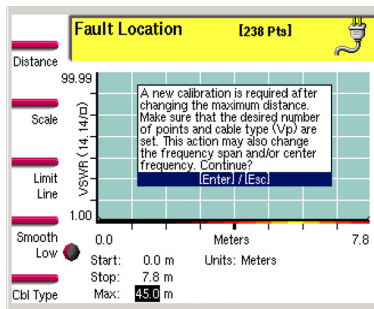 Fault Location [238 Pts]
Distance
99.99
Scale
VSWR (14.14/□)
A new calibration is required after
changing the maximum distance.
Make sure that the desired number
of points and cable type (Vp) are
set. This action may also change
the frequency span and/or center
frequency. Continue?
[Enter] / [Esc]
Limit
Line
1.00
Smooth
Low
0.0 Meters 7.8
Start: 0.0 m Units: Meters
Stop: 7.8 m
Cbl Type
Max: 45.0 m